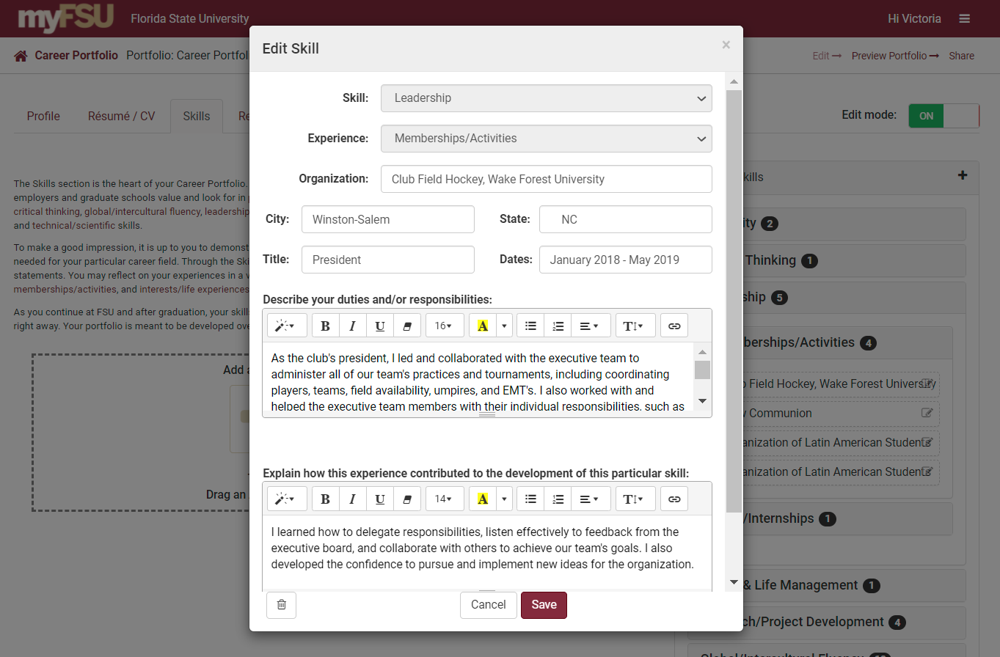 myFSU Florida State University Hi Victoria
Career Portfolio Portfolio: Career Portfol Edit Preview Portfolio Share
Edit Skill ×
Profile Résumé / CV Skills Re Edit mode: ON
The Skills section is the heart of your Career Portfolio.
employers and graduate schools value and look for in
critical thinking, global/intercultural fluency, leadership
and technical/scientific skills.
To make a good impression, it is up to you to demonst
needed for your particular career field. Through the Ski
statements. You may reflect on your experiences in a
memberships/activities, and interests/life experiences
As you continue at FSU and after graduation, your skill
right away. Your portfolio is meant to be developed ove
Add
Drag an
Skill: Leadership
Experience: Memberships/Activities
Organization: Club Field Hockey, Wake Forest University
City: Winston-Salem State: NC
Title: President Dates: January 2018 - May 2019
Describe your duties and/or responsibilities:
B I U 16 A T
As the club's president, I led and collaborated with the executive team to
administer all of our team's practices and tournaments, including coordinating
players, teams, field availability, umpires, and EMT's. I also worked with and
helped the executive team members with their individual responsibilities, such as
Explain how this experience contributed to the development of this particular skill:
B I U 14 A T
I learned how to delegate responsibilities, listen effectively to feedback from the
executive board, and collaborate with others to achieve our team's goals. I also
developed the confidence to pursue and implement new ideas for the organization.
Cancel Save
kills +
ity 2
Thinking 1
ship 5
berships/Activities 4
Field Hockey, Wake Forest University
Communion
anization of Latin American Students
anization of Latin American Students
/Internships 1
& Life Management 1
ch/Project Development 4
Global/Intercultural Fluency